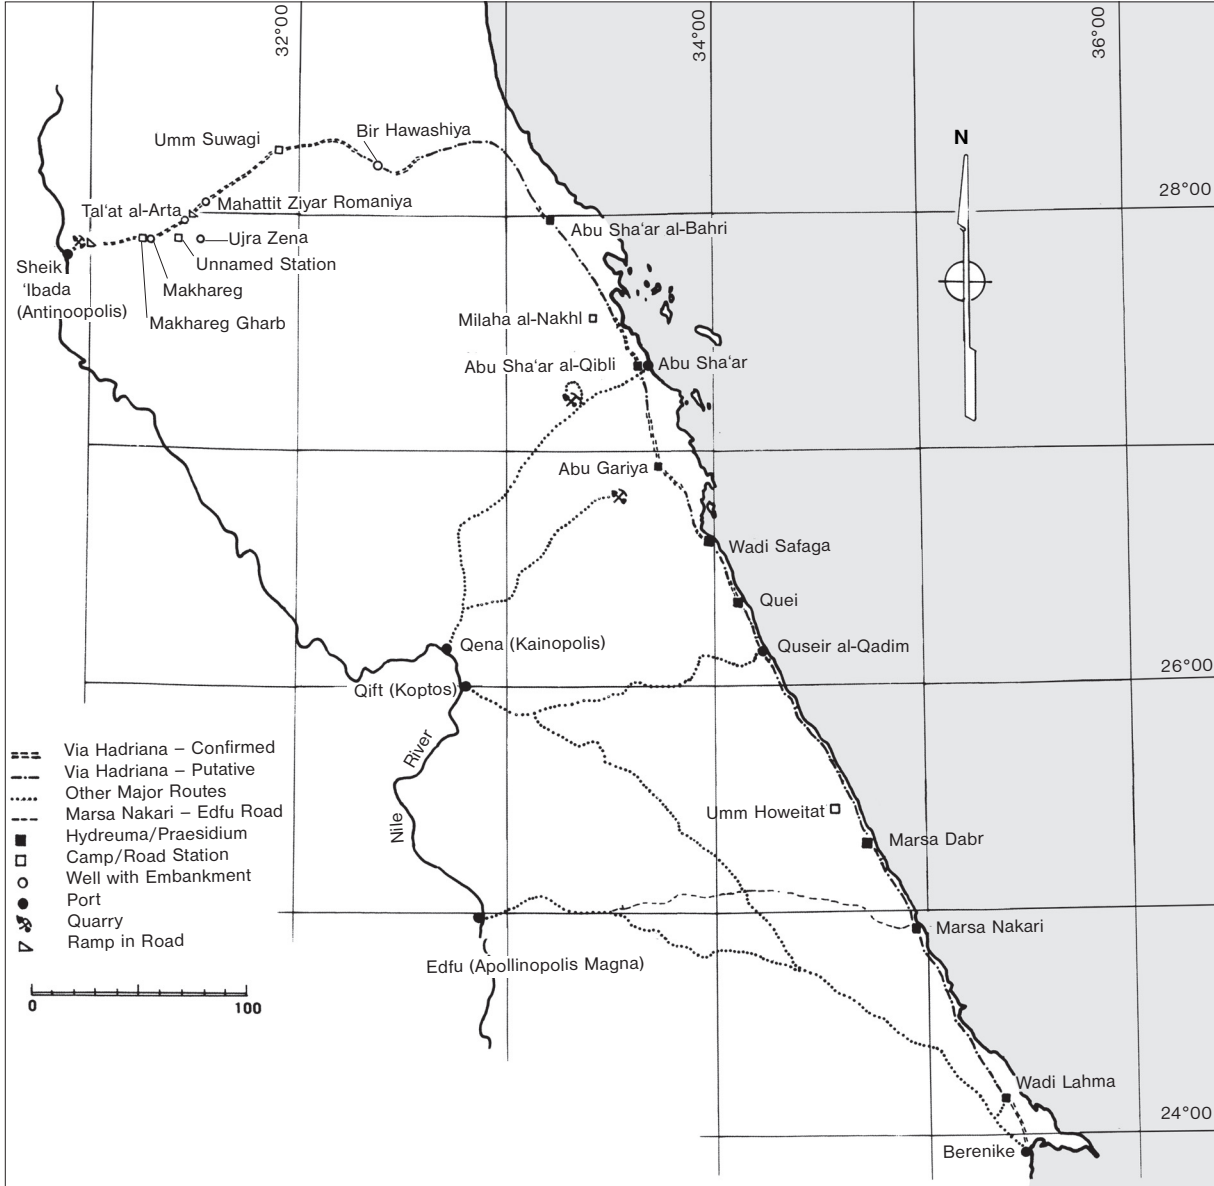 32°00
34°00
36°00
N
Umm Suwagi
Bir Hawashiya
28°00
Tal‘at al-Arta
Mahattit Ziyar Romaniya
Abu Sha‘ar al-Bahri
Ujra Zena
Unnamed Station
Sheik
‘Ibada
(Antinoopolis)
Makhareg
Makhareg Gharb
Milaha al-Nakhl
Abu Sha‘ar al-Qibli
Abu Sha‘ar
Abu Gariya
Wadi Safaga
Quei
Qena (Kainopolis)
Quseir al-Qadim
26°00
Qift (Koptos)
River
Nile
Via Hadriana – Confirmed
Via Hadriana – Putative
Other Major Routes
Marsa Nakari – Edfu Road
Hydreuma/Praesidium
Camp/Road Station
Well with Embankment
Port
Quarry
Ramp in Road
0 100
Umm Howeitat
Marsa Dabr
Marsa Nakari
Edfu (Apollinopolis Magna)
Wadi Lahma
24°00
Berenike